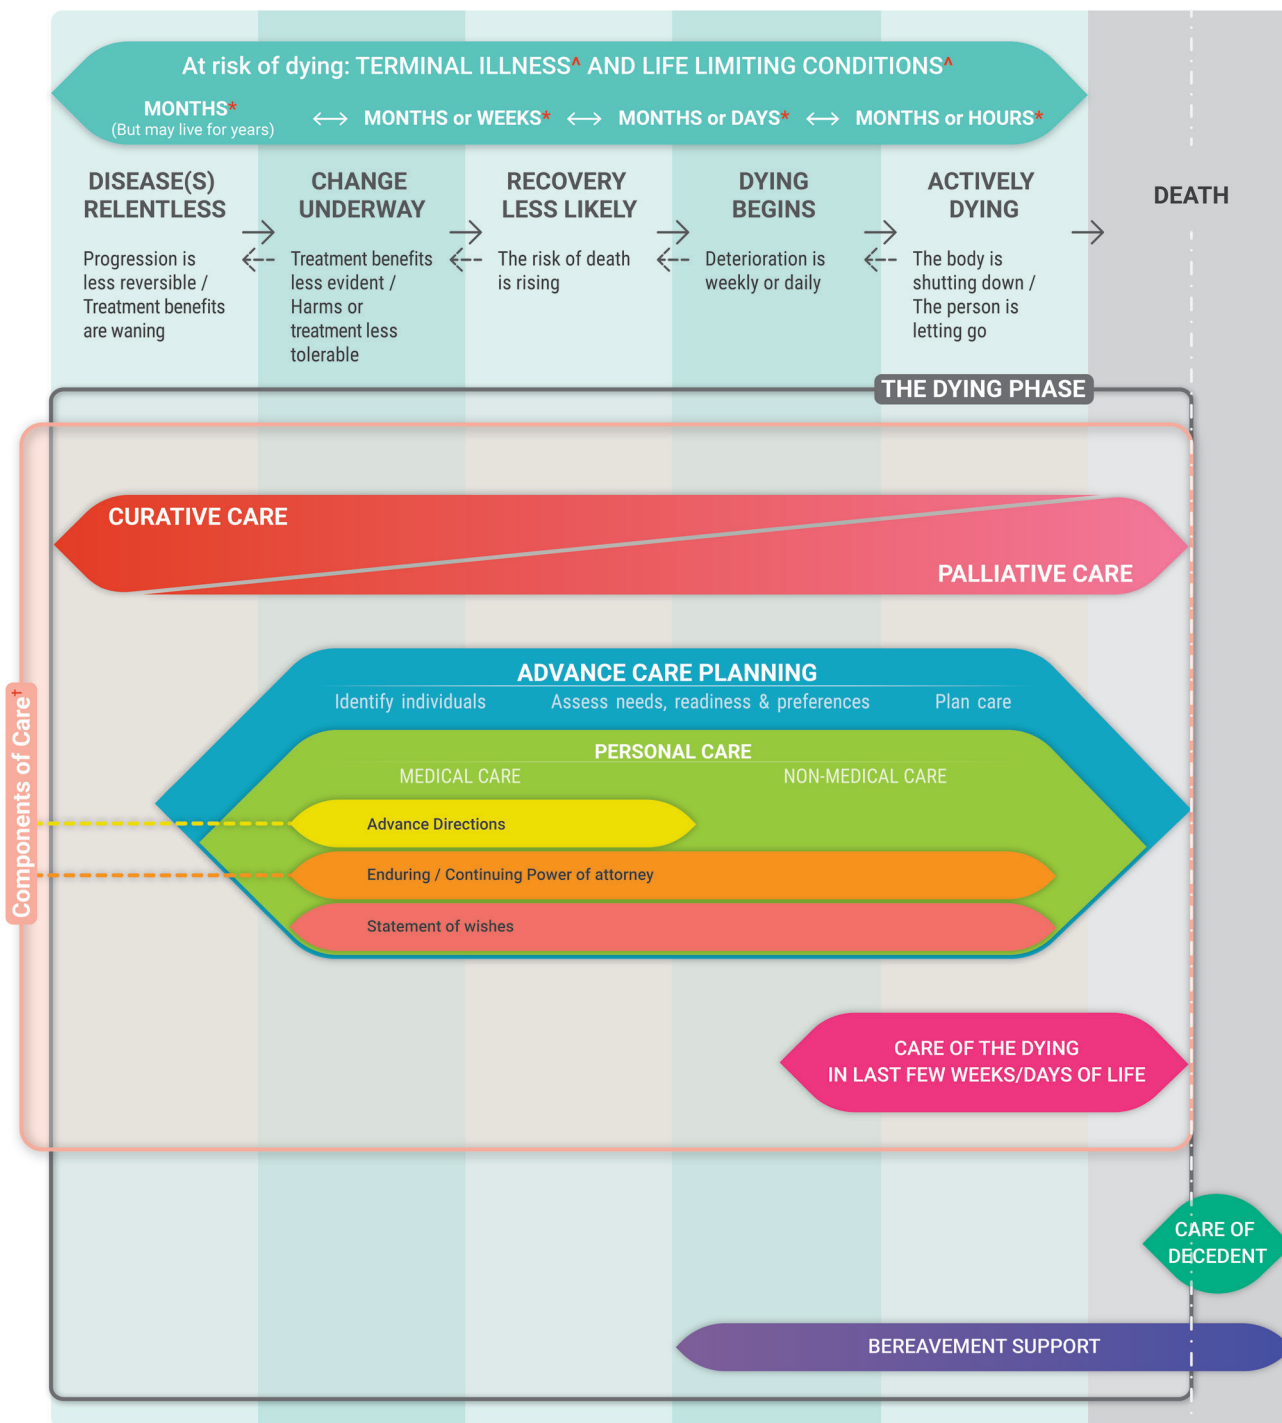 At risk of dying: TERMINAL ILLNESS^ AND LIFE LIMITING CONDITIONS^
MONTHS*
(But may live for years)
MONTHS or WEEKS*
MONTHS or DAYS*
MONTHS or HOURS*
DISEASE(S)
RELENTLESS
Progression is
less reversible /
Treatment benefits
are waning
CHANGE
UNDERWAY
Treatment benefits
less evident /
Harms or
treatment less
tolerable
RECOVERY
LESS LIKELY
The risk of death
is rising
DYING
BEGINS
Deterioration is
weekly or daily
ACTIVELY
DYING
The body is
shutting down /
The person is
letting go
DEATH
THE DYING PHASE
Components of Care†
CURATIVE CARE
PALLIATIVE CARE
ADVANCE CARE PLANNING
Identify individuals
Assess needs, readiness & preferences
Plan care
PERSONAL CARE
MEDICAL CARE
NON-MEDICAL CARE
Advance Directions
Enduring / Continuing Power of attorney
Statement of wishes
CARE OF THE DYING
IN LAST FEW WEEKS/DAYS OF LIFE
CARE OF
DECEDENT
BEREAVEMENT SUPPORT